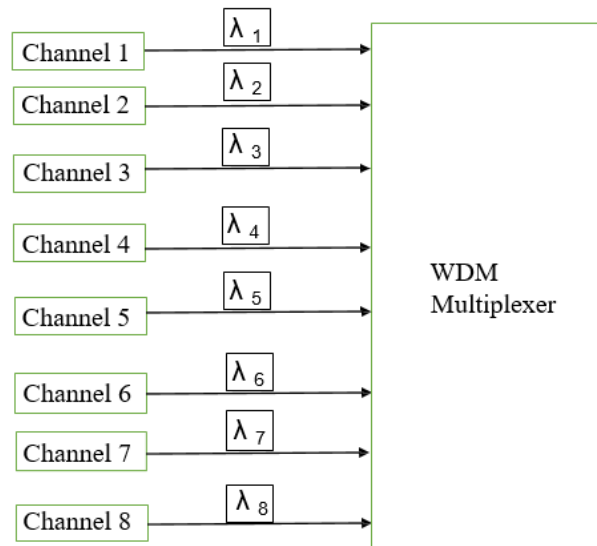 λ 1
Channel 1
λ 2
Channel 2
λ 3
Channel 3
λ 4
Channel 4
λ 5
Channel 5
λ 6
Channel 6
λ 7
Channel 7
λ 8
Channel 8
WDM
Multiplexer